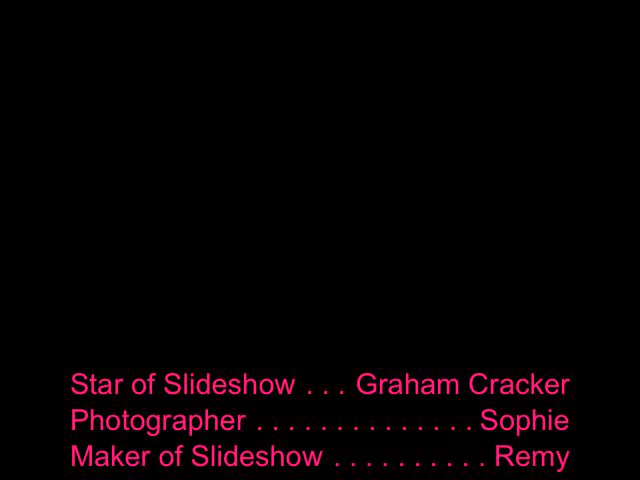 Star of Slideshow . . . Graham Cracker
Photographer . . . . . . . . . . . . . . Sophie
Maker of Slideshow . . . . . . . . . . Remy